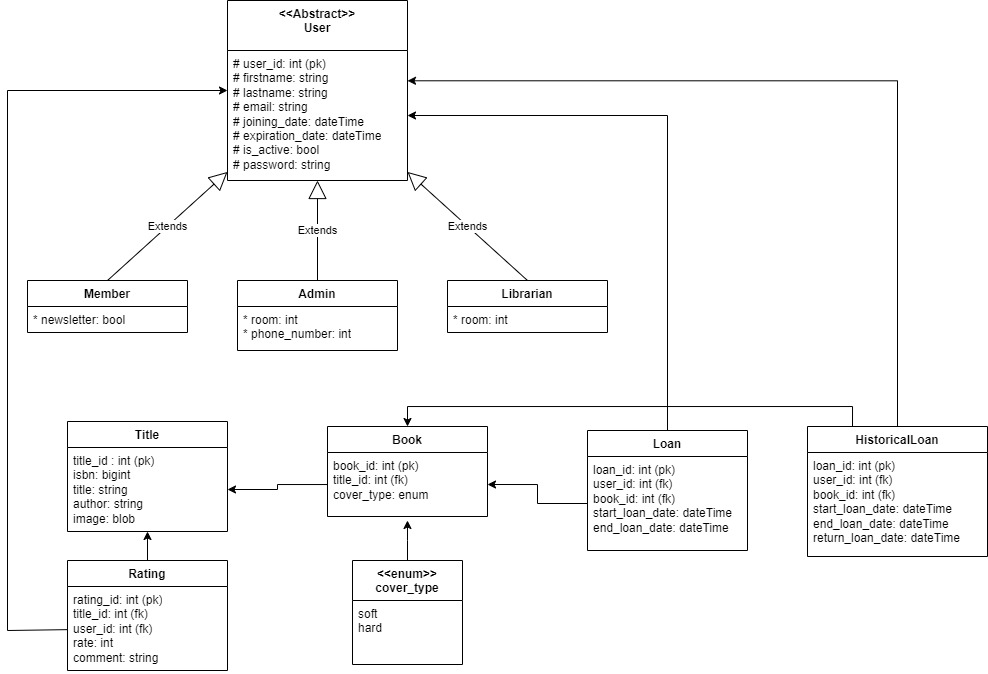 <<Abstract>>
User
# user_id: int (pk)
# firstname: string
# lastname: string
# email: string
# joining_date: dateTime
# expiration_date: dateTime
# is_active: bool
# password: string
Extends
Extends
Extends
Member
* newsletter: bool
Admin
* room: int
* phone_number: int
Librarian
* room: int
Title
title_id : int (pk)
isbn: bigint
title: string
author: string
image: blob
Book
book_id: int (pk)
title_id: int (fk)
cover_type: enum
Loan
loan_id: int (pk)
user_id: int (fk)
book_id: int (fk)
start_loan_date: dateTime
end_loan_date: dateTime
HistoricalLoan
loan_id: int (pk)
user_id: int (fk)
book_id: int (fk)
start_loan_date: dateTime
end_loan_date: dateTime
return_loan_date: dateTime
Rating
rating_id: int (pk)
title_id: int (fk)
user_id: int (fk)
rate: int
comment: string
<<enum>>
cover_type
soft
hard